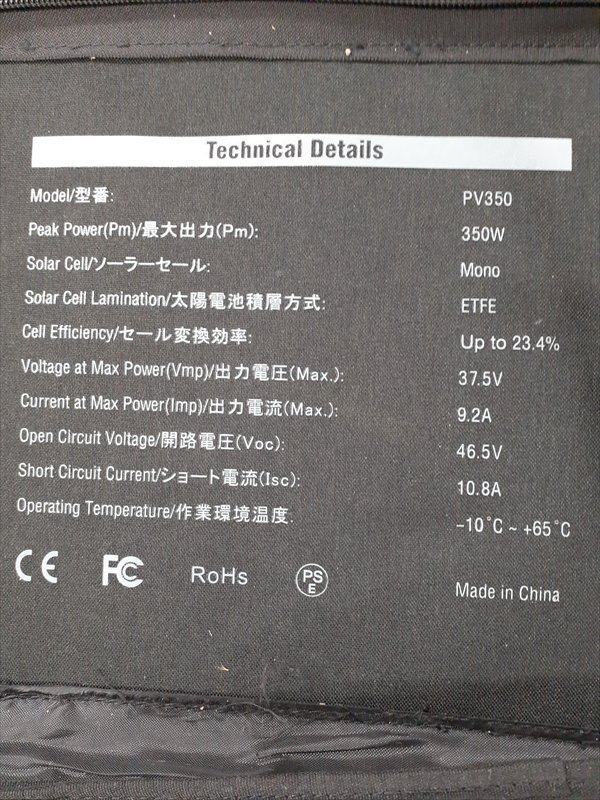 Technical Details
Model/型番: PV350
Peak Power(Pm)/最大出力(Pm): 350W
Solar Cell/ソーラーセール: Mono
Solar Cell Lamination/太陽電池積層方式: ETFE
Cell Efficiency/セール変換効率: Up to 23.4%
Voltage at Max Power(Vmp)/出力電圧(Max.): 37.5V
Current at Max Power(Imp)/出力電流(Max.): 9.2A
Open Circuit Voltage/開路電圧(Voc): 46.5V
Short Circuit Current/ショート電流(Isc): 10.8A
Operating Temperature/作業環境温度: -10°C ~ +65°C
CE FC RoHs PS E Made in China